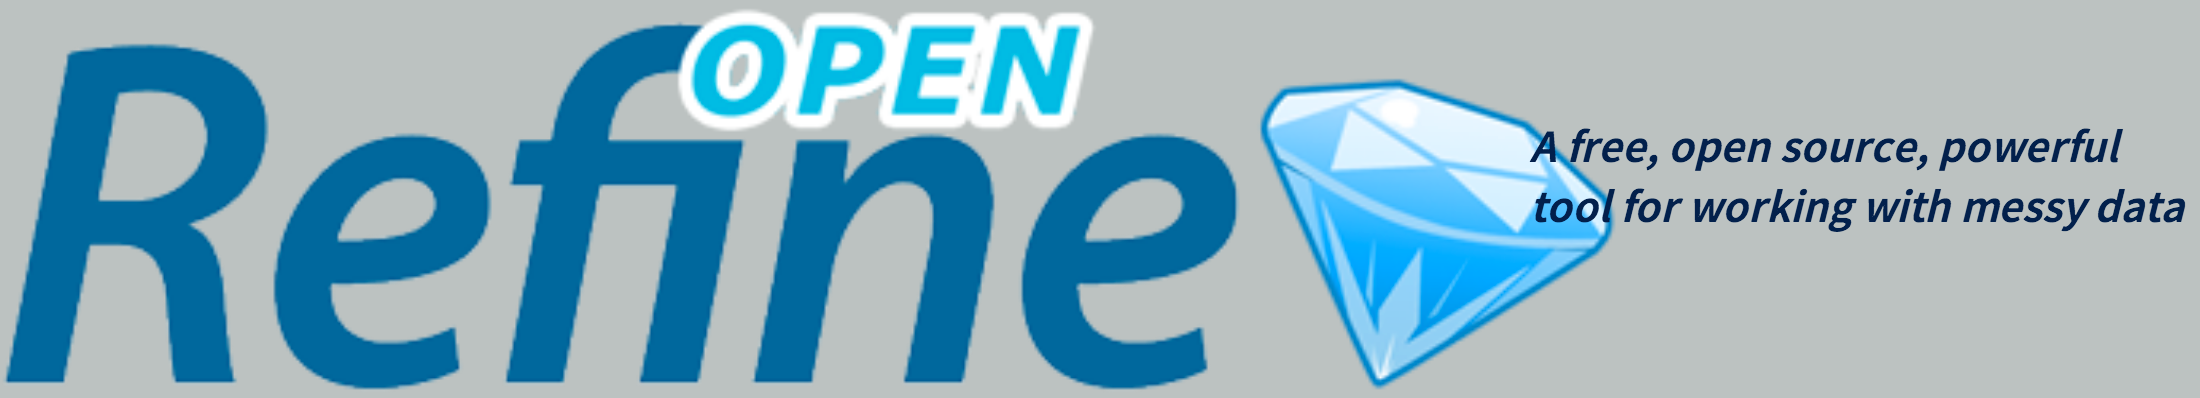 OPEN
Refine
A free, open source, powerful
tool for working with messy data